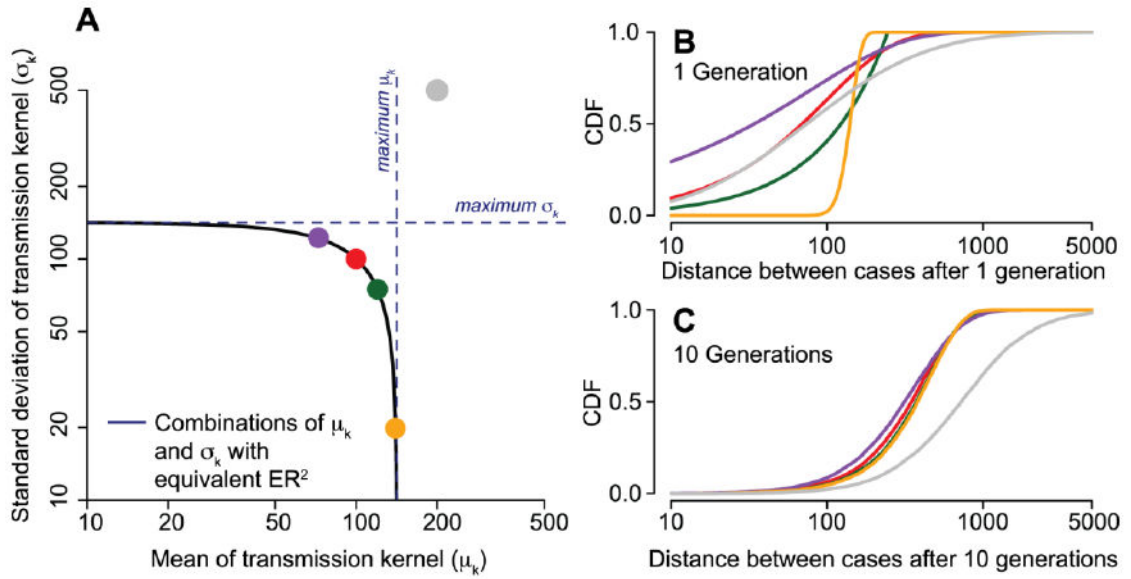 A
Standard deviation of transmission kernel (σk)
500
200
100
50
20
10
maximum μk
maximum σk
Combinations of μk
and σk with
equivalent ER²
10
20
50
100
200
500
Mean of transmission kernel (μk)
B
1 Generation
CDF
1.0
0.5
0.0
10
100
1000
5000
Distance between cases after 1 generation
C
10 Generations
CDF
1.0
0.5
0.0
10
100
1000
5000
Distance between cases after 10 generations